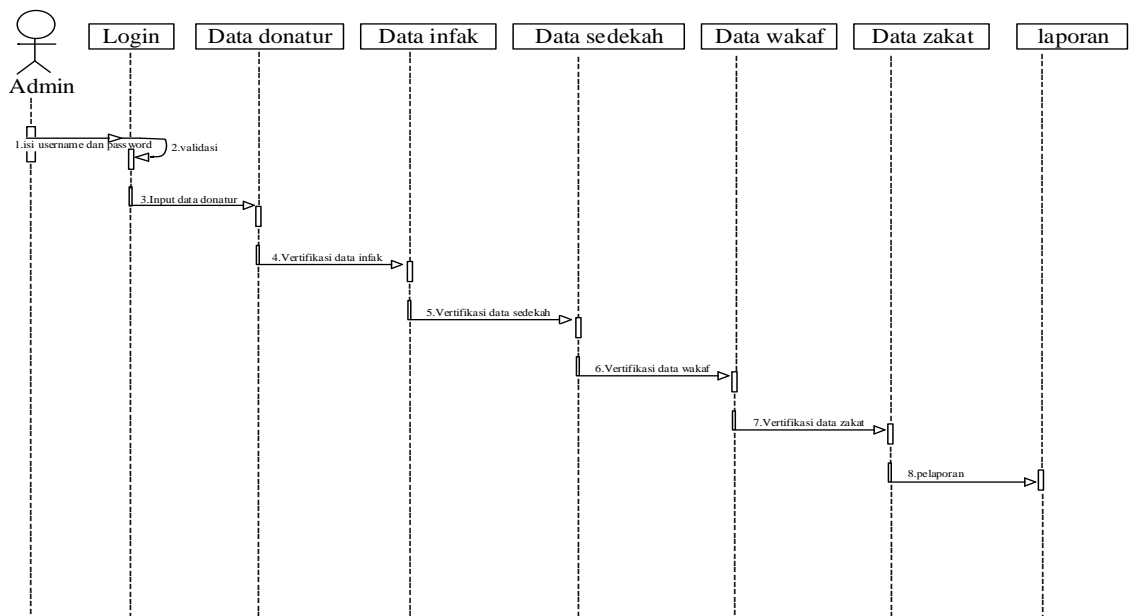 Login
Data donatur
Data infak
Data sedekah
Data wakaf
Data zakat
laporan
Admin
1.isi username dan password
2.validasi
3.Input data donatur
4.Vertifikasi data infak
5.Vertifikasi data sedekah
6.Vertifikasi data wakaf
7.Vertifikasi data zakat
8.pelaporan